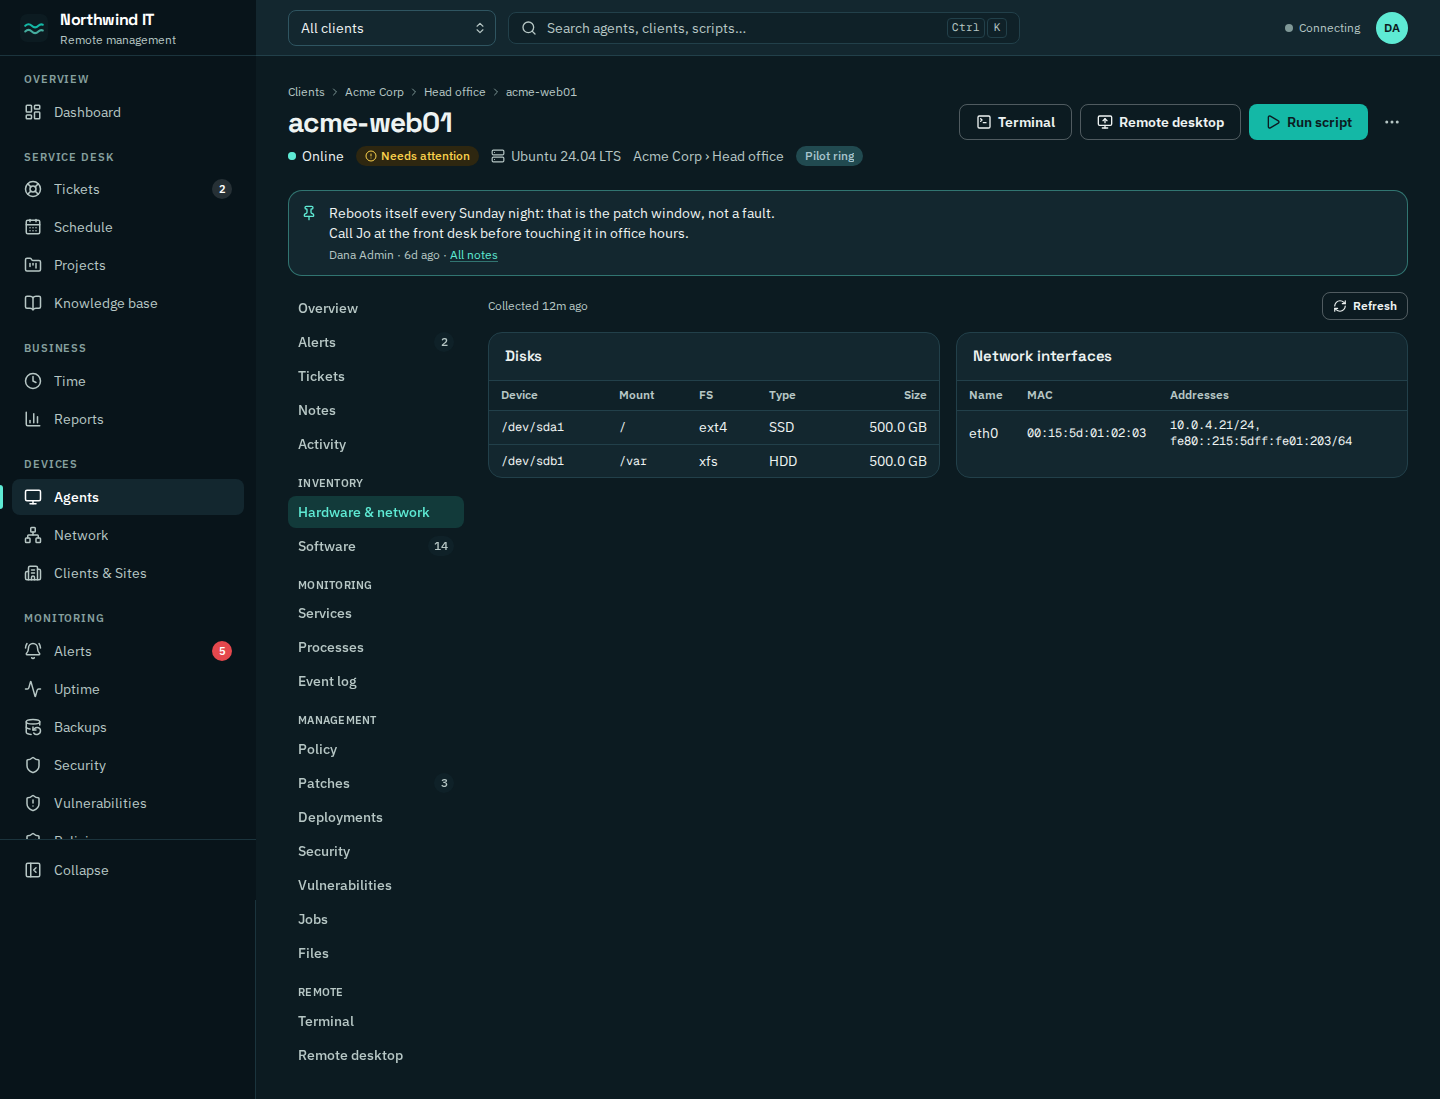 Northwind IT
Remote management
All clients
Search agents, clients, scripts...
Ctrl K
Connecting
DA
OVERVIEW
Dashboard
SERVICE DESK
Tickets 2
Schedule
Projects
Knowledge base
BUSINESS
Time
Reports
DEVICES
Agents
Network
Clients & Sites
MONITORING
Alerts 5
Uptime
Backups
Security
Vulnerabilities
Collapse
Clients > Acme Corp > Head office > acme-web01
acme-web01
Terminal
Remote desktop
Run script
Online
Needs attention
Ubuntu 24.04 LTS
Acme Corp › Head office
Pilot ring
Reboots itself every Sunday night: that is the patch window, not a fault.
Call Jo at the front desk before touching it in office hours.
Dana Admin · 6d ago · All notes
Overview
Alerts 2
Tickets
Notes
Activity
INVENTORY
Hardware & network
Software 14
MONITORING
Services
Processes
Event log
MANAGEMENT
Policy
Patches 3
Deployments
Security
Vulnerabilities
Jobs
Files
REMOTE
Terminal
Remote desktop
Collected 12m ago
Refresh
Disks
Device Mount FS Type Size
/dev/sda1 / ext4 SSD 500.0 GB
/dev/sdb1 /var xfs HDD 500.0 GB
Network interfaces
Name MAC Addresses
eth0 00:15:5d:01:02:03 10.0.4.21/24,
fe80::215:5dff:fe01:203/64